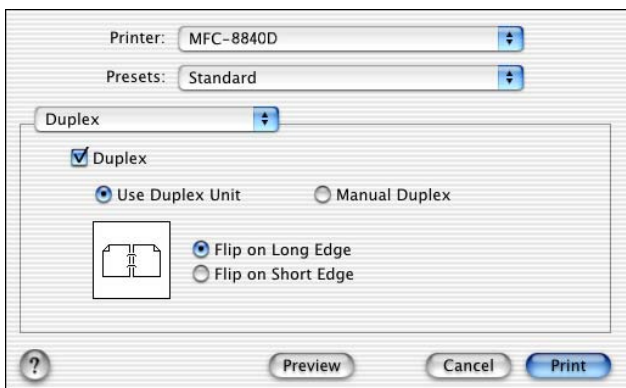 Printer: MFC-8840D
Presets: Standard
Duplex
Duplex
Use Duplex Unit Manual Duplex
Flip on Long Edge
Flip on Short Edge
? Preview Cancel Print